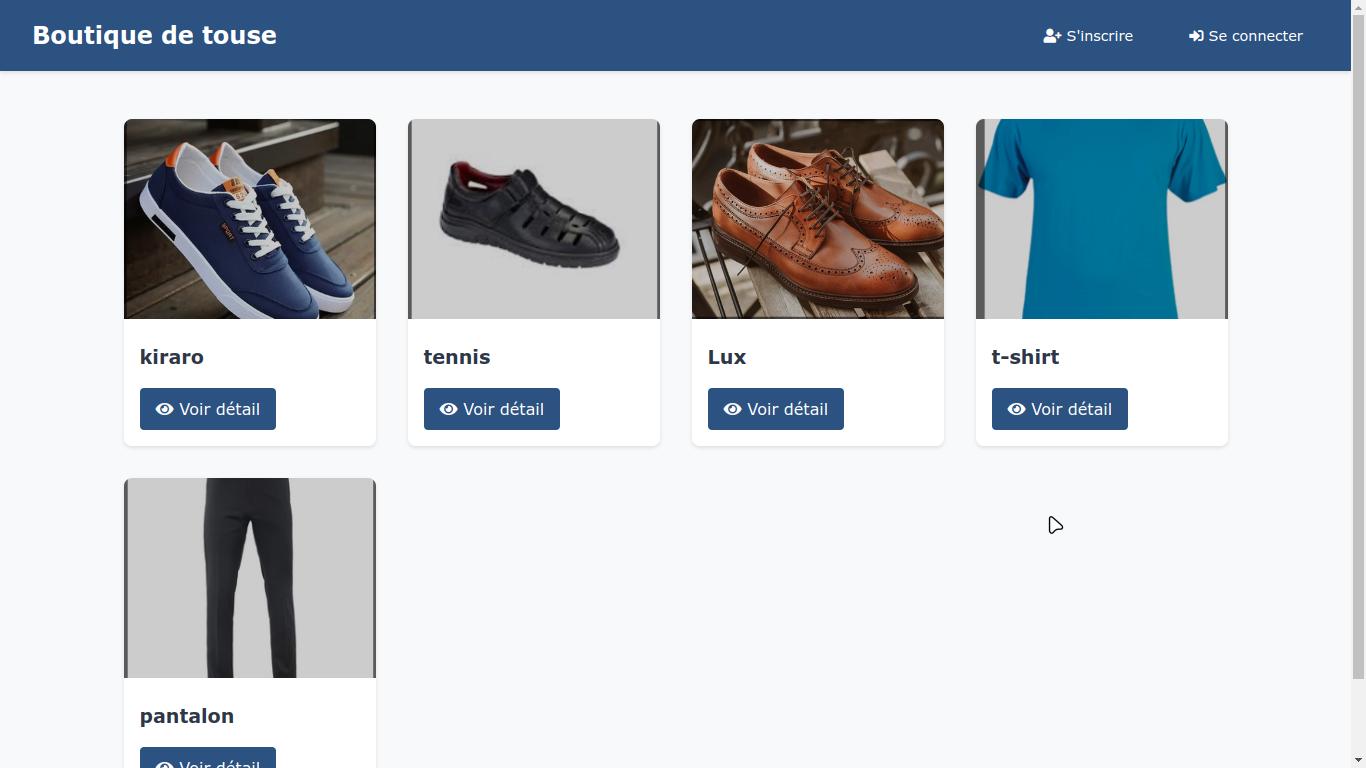 Boutique de touse
S'inscrire
Se connecter
SPORT
kiraro
tennis
Lux
t-shirt
Voir détail
Voir détail
Voir détail
Voir détail
pantalon
Voir détail